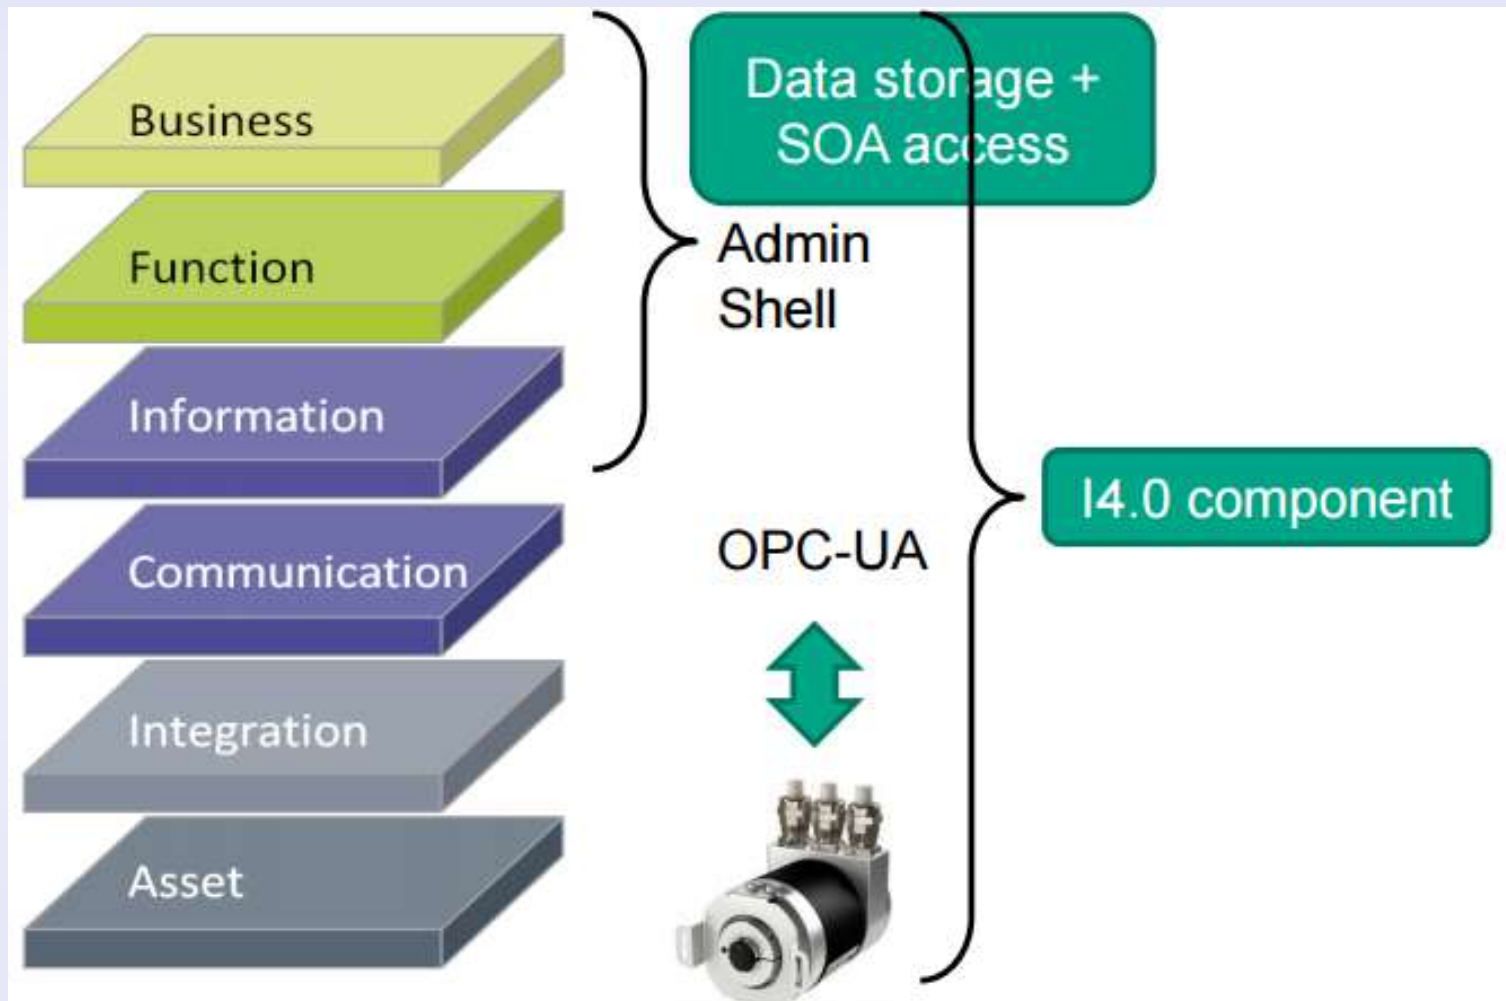 Business
Function
Information
Communication
Integration
Asset
Data storage +
SOA access
Admin
Shell
OPC-UA
I4.0 component